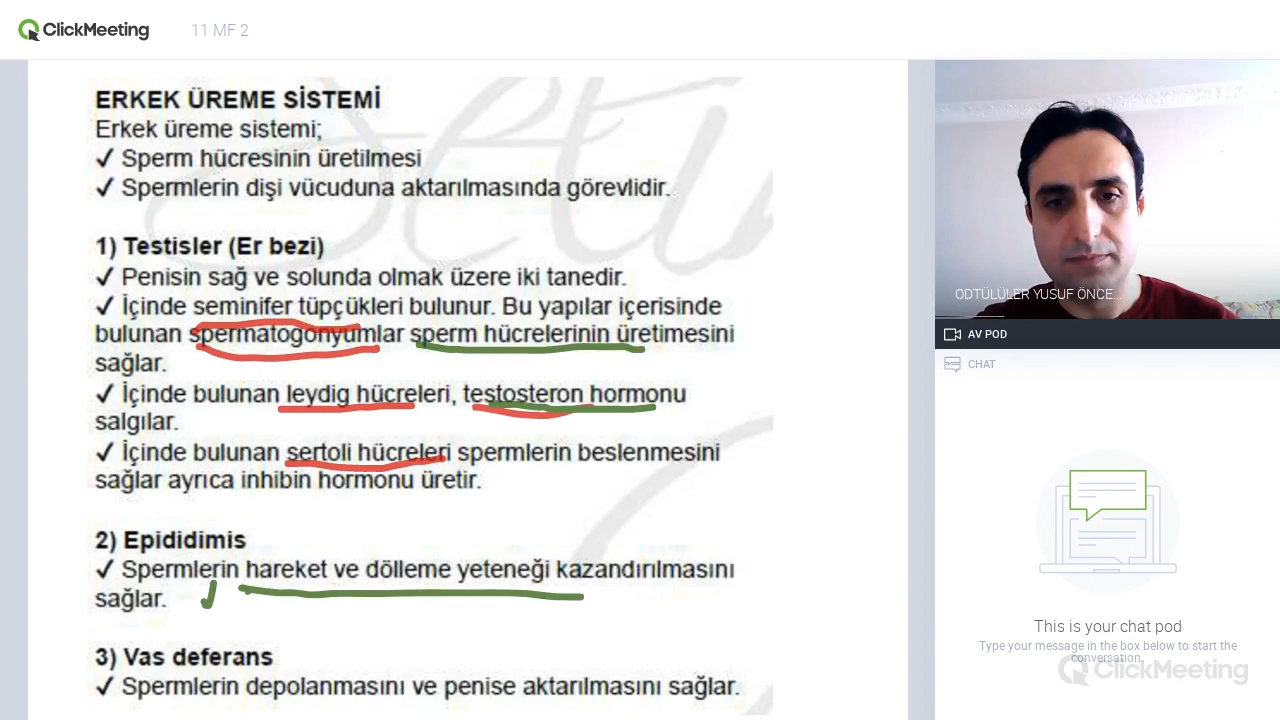 ClickMeeting
11 MF 2
ERKEK ÜREME SİSTEMİ
Erkek üreme sistemi;
✓ Sperm hücresinin üretilmesi
✓ Spermlerin dişi vücuduna aktarılmasında görevlidir.
1) Testisler (Er bezi)
✓ Penisin sağ ve solunda olmak üzere iki tanedir.
✓ İçinde seminifer tüpçükleri bulunur. Bu yapılar içerisinde
bulunan spermatogonyumlar sperm hücrelerinin üretimesini
sağlar.
✓ İçinde bulunan leydig hücreleri, testosteron hormonu
salgılar.
✓ İçinde bulunan sertoli hücreleri spermlerin beslenmesini
sağlar ayrıca inhibin hormonu üretir.
2) Epididimis
✓ Spermlerin hareket ve dölleme yeteneği kazandırılmasını
sağlar.
3) Vas deferans
✓ Spermlerin depolanmasını ve penise aktarılmasını sağlar.
ODTÜLÜLER YUSUF ÖNCE...
AV POD
CHAT
This is your chat pod
Type your message in the box below to start the
conversation.
ClickMeeting